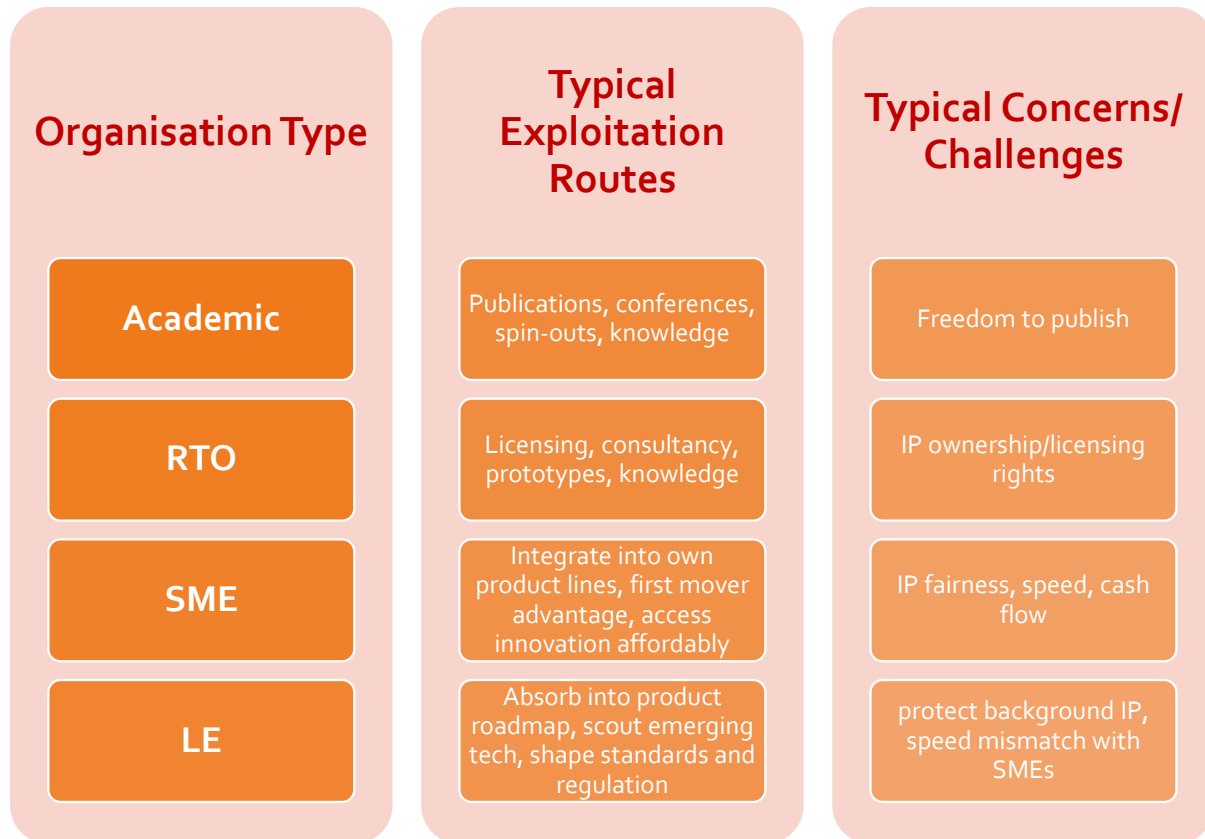 Organisation Type
Typical
Exploitation
Routes
Typical Concerns/
Challenges
Academic
Publications, conferences,
spin-outs, knowledge
Freedom to publish
RTO
Licensing, consultancy,
prototypes, knowledge
IP ownership/licensing
rights
SME
Integrate into own
product lines, first mover
advantage, access
innovation affordably
IP fairness, speed, cash
flow
LE
Absorb into product
roadmap, scout emerging
tech, shape standards and
regulation
protect background IP,
speed mismatch with
SMEs